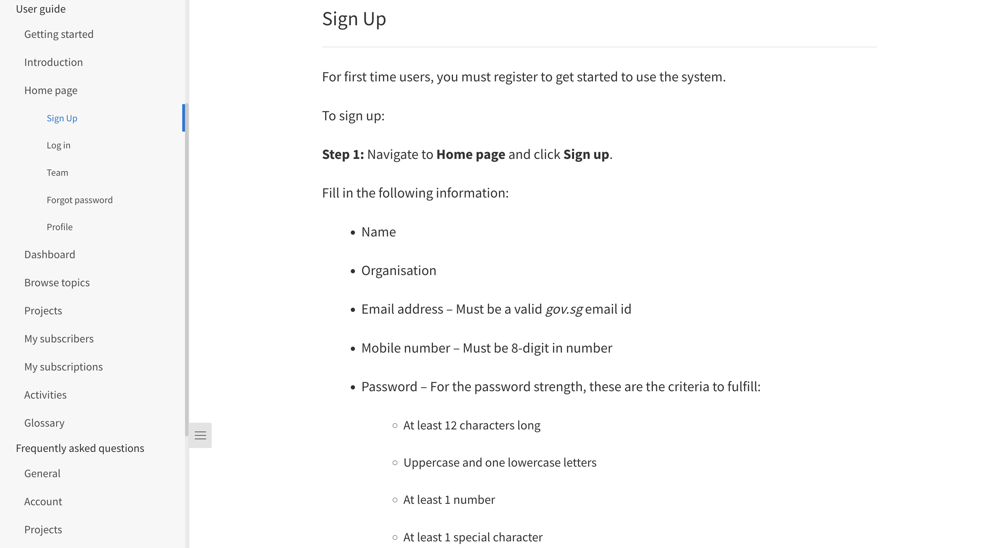 User guide
Getting started
Introduction
Home page
Sign Up
Log in
Team
Forgot password
Profile
Dashboard
Browse topics
Projects
My subscribers
My subscriptions
Activities
Glossary
Frequently asked questions
General
Account
Projects
Sign Up
For first time users, you must register to get started to use the system.
To sign up:
Step 1: Navigate to Home page and click Sign up.
Fill in the following information:
• Name
• Organisation
• Email address – Must be a valid gov.sg email id
• Mobile number – Must be 8-digit in number
• Password – For the password strength, these are the criteria to fulfill:
○ At least 12 characters long
○ Uppercase and one lowercase letters
○ At least 1 number
○ At least 1 special character